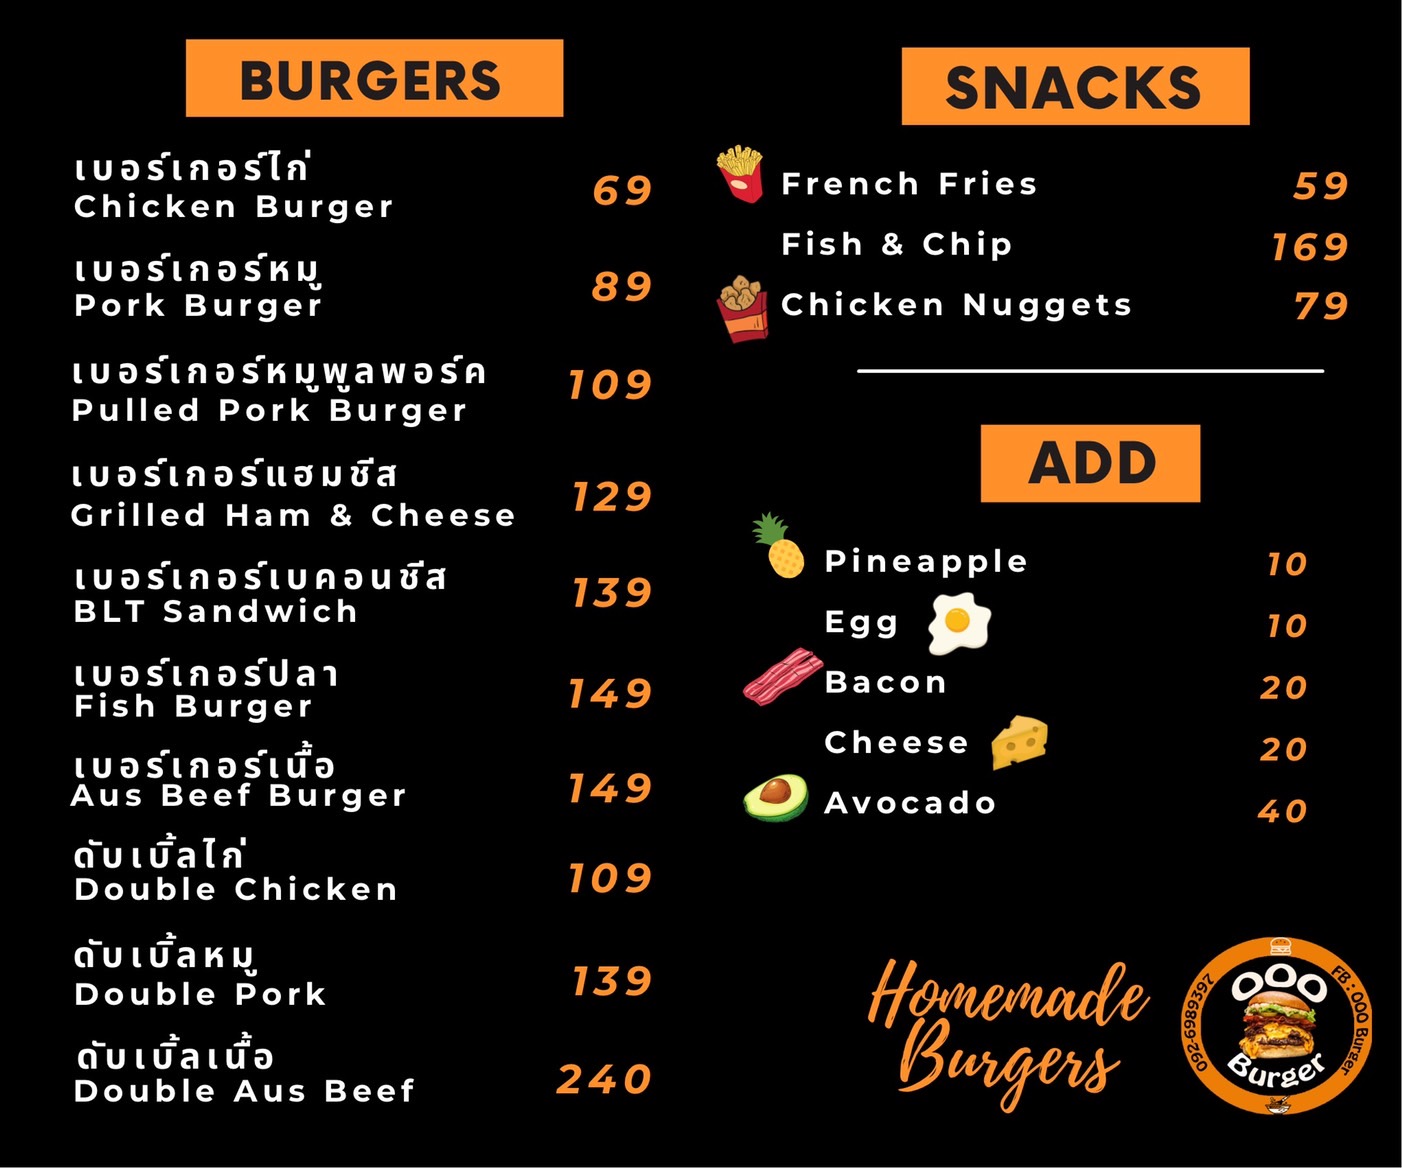 BURGERS
เบอร์เกอร์ไก่
Chicken Burger 69
เบอร์เกอร์หมู
Pork Burger 89
เบอร์เกอร์หมูพูลพอร์ค
Pulled Pork Burger 109
เบอร์เกอร์แฮมชีส
Grilled Ham & Cheese 129
เบอร์เกอร์เบคอนชีส
BLT Sandwich 139
เบอร์เกอร์ปลา
Fish Burger 149
เบอร์เกอร์เนื้อ
Aus Beef Burger 149
ดับเบิ้ลไก่
Double Chicken 109
ดับเบิ้ลหมู
Double Pork 139
ดับเบิ้ลเนื้อ
Double Aus Beef 240
SNACKS
French Fries 59
Fish & Chip 169
Chicken Nuggets 79
ADD
Pineapple 10
Egg 10
Bacon 20
Cheese 20
Avocado 40
Homemade
Burgers
092-6989397
OOO
Burger
FB : OOO Burger